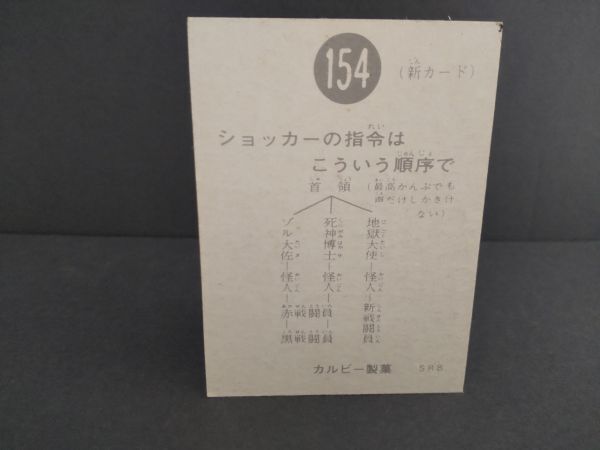 154
(新カード)
ショッカーの指令は
こういう順序で
首領(最高かんぶでも
声だけしかきけ
ない)
地獄大使―怪人―新戦闘員
死神博士―怪人―
ゾル大佐―怪人―
赤戦闘員―
黒戦闘員
カルビー製菓 SR8